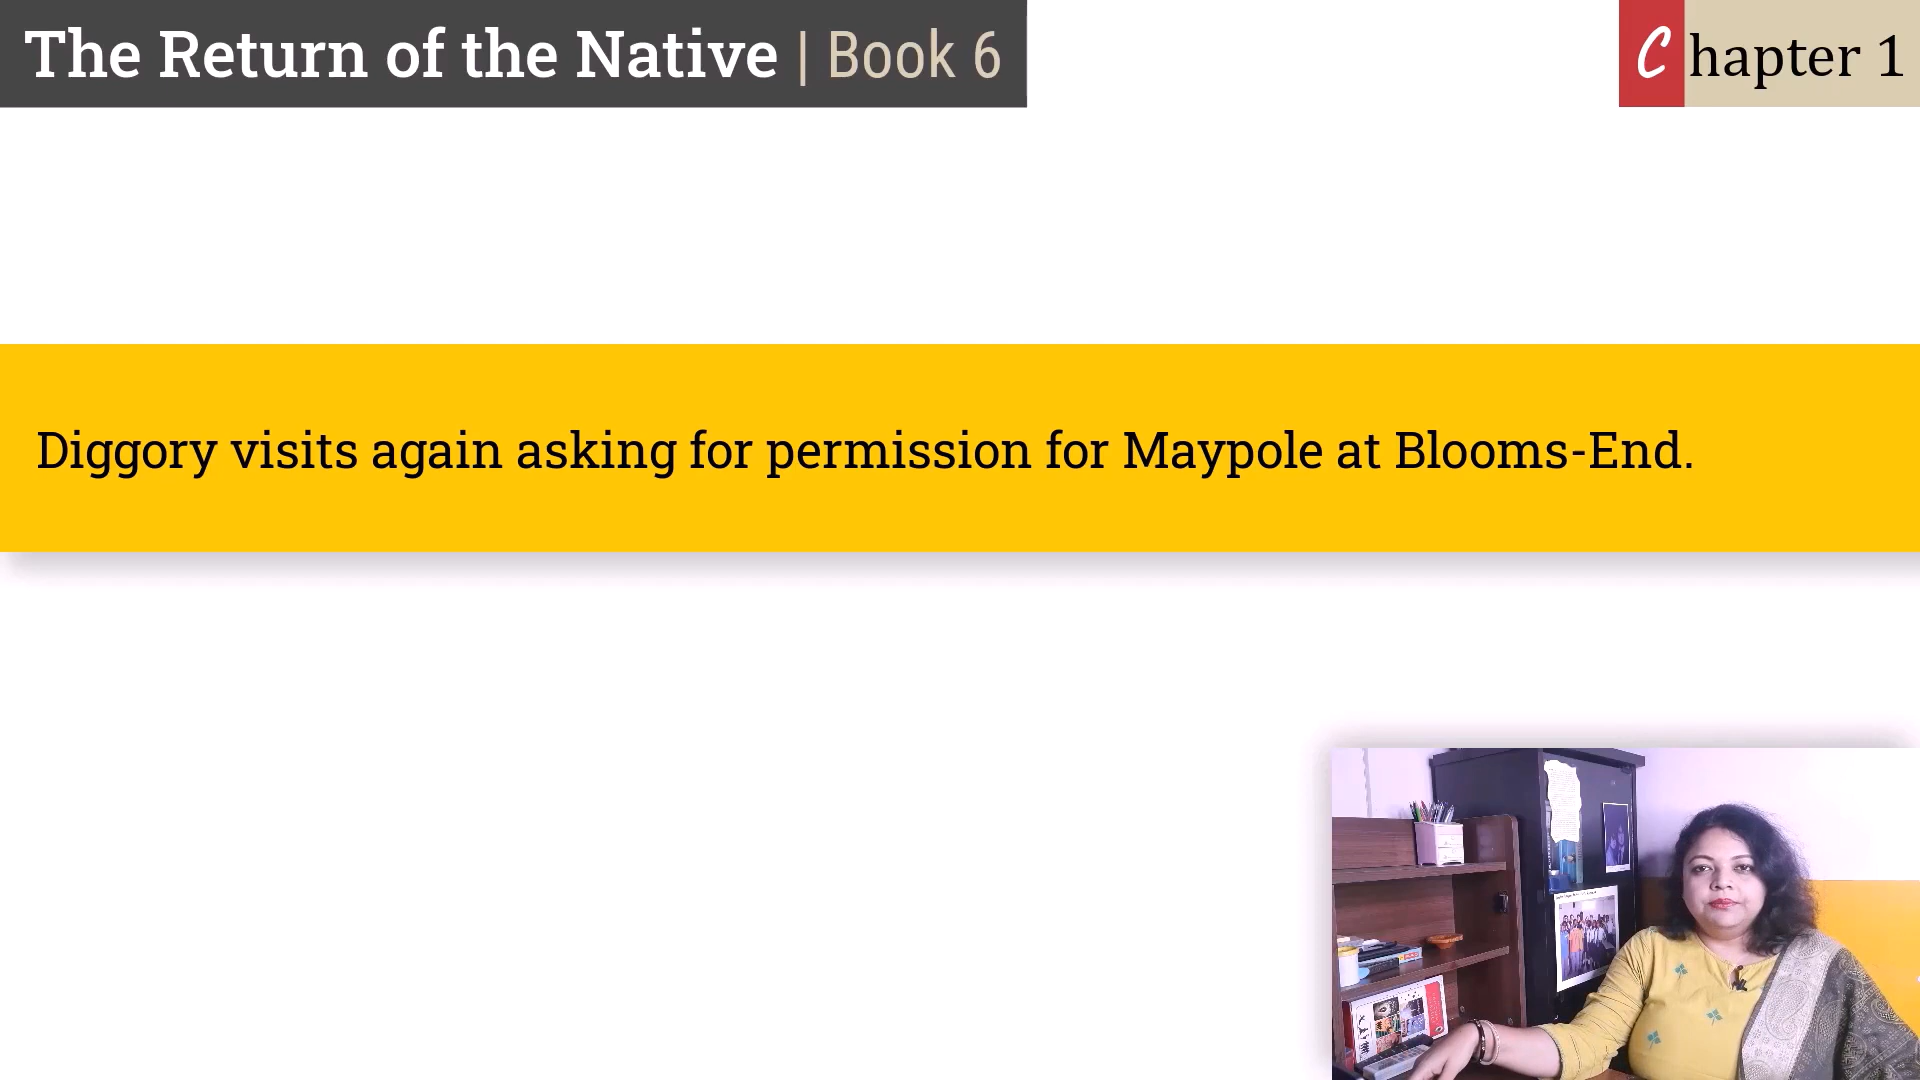 The Return of the Native | Book 6
Chapter 1
Diggory visits again asking for permission for Maypole at Blooms-End.